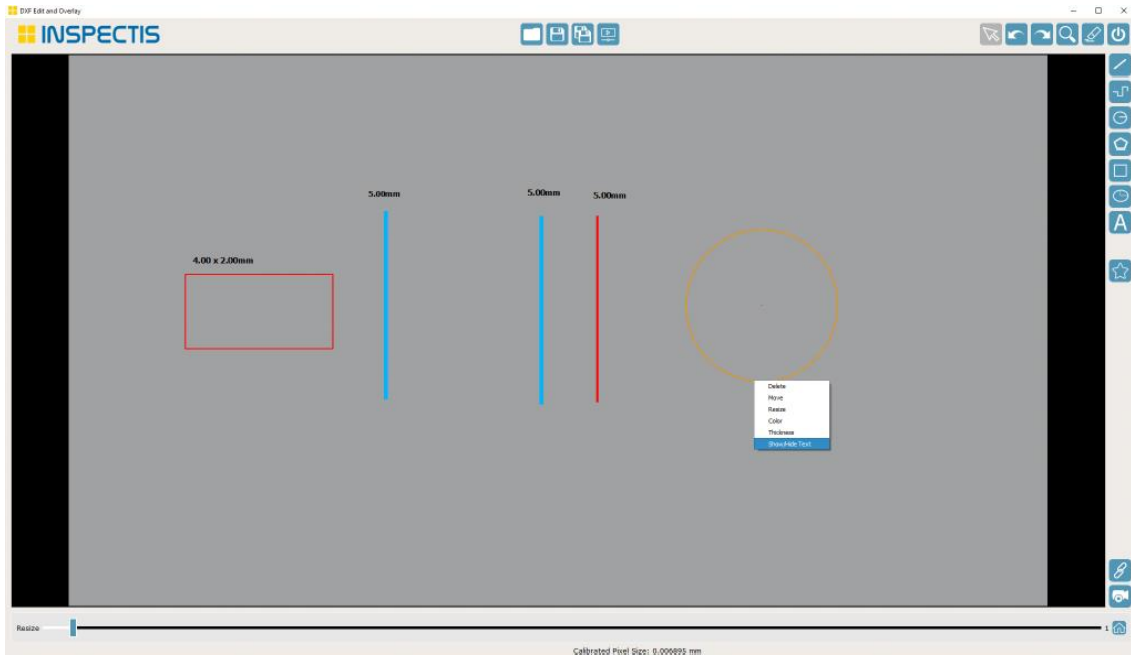 DXF Edit and Overlay
INSPECTIS
A
5.00mm
5.00mm
5.00mm
4.00 x 2.00mm
Delete
Move
Resize
Color
Thickness
Show/Hide Text
Resize
1
Calibrated Pixel Size: 0.006895 mm